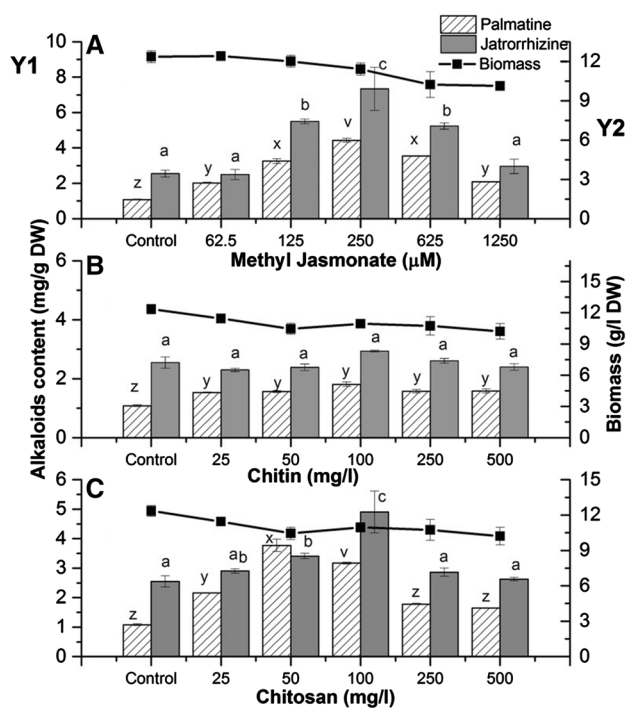 Palmatine
Jatrorrhizine
Biomass
Y1
Y2
Alkaloids content (mg/g DW)
Biomass (g/l DW)
A
10
8
6
4
2
0
12
9
6
3
0
z a y a x b v c y b y a
Control 62.5 125 250 625 1250
Methyl Jasmonate (μM)
B
6
4
2
0
15
12
9
6
3
0
z a y a y a y a y a y a
Control 25 50 100 250 500
Chitin (mg/l)
C
6
5
4
3
2
1
0
15
12
9
6
3
0
z a y ab x b v c z a z a
Control 25 50 100 250 500
Chitosan (mg/l)